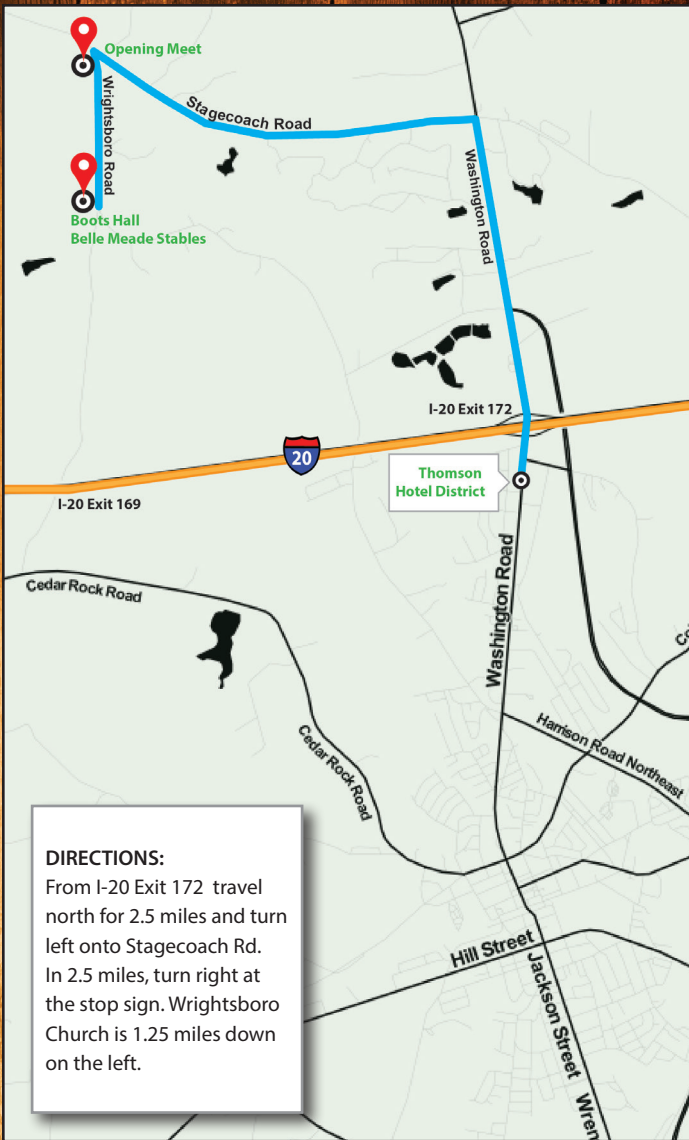 Opening Meet
Wrightsboro Road
Stagecoach Road
Washington Road
Boots Hall
Belle Meade Stables
I-20 Exit 172
20
Thomson
Hotel District
I-20 Exit 169
Cedar Rock Road
Washington Road
Harrison Road Northeast
Cedar Rock Road
DIRECTIONS:
From I-20 Exit 172 travel
north for 2.5 miles and turn
left onto Stagecoach Rd.
In 2.5 miles, turn right at
the stop sign. Wrightsboro
Church is 1.25 miles down
on the left.
Hill Street
Jackson Street